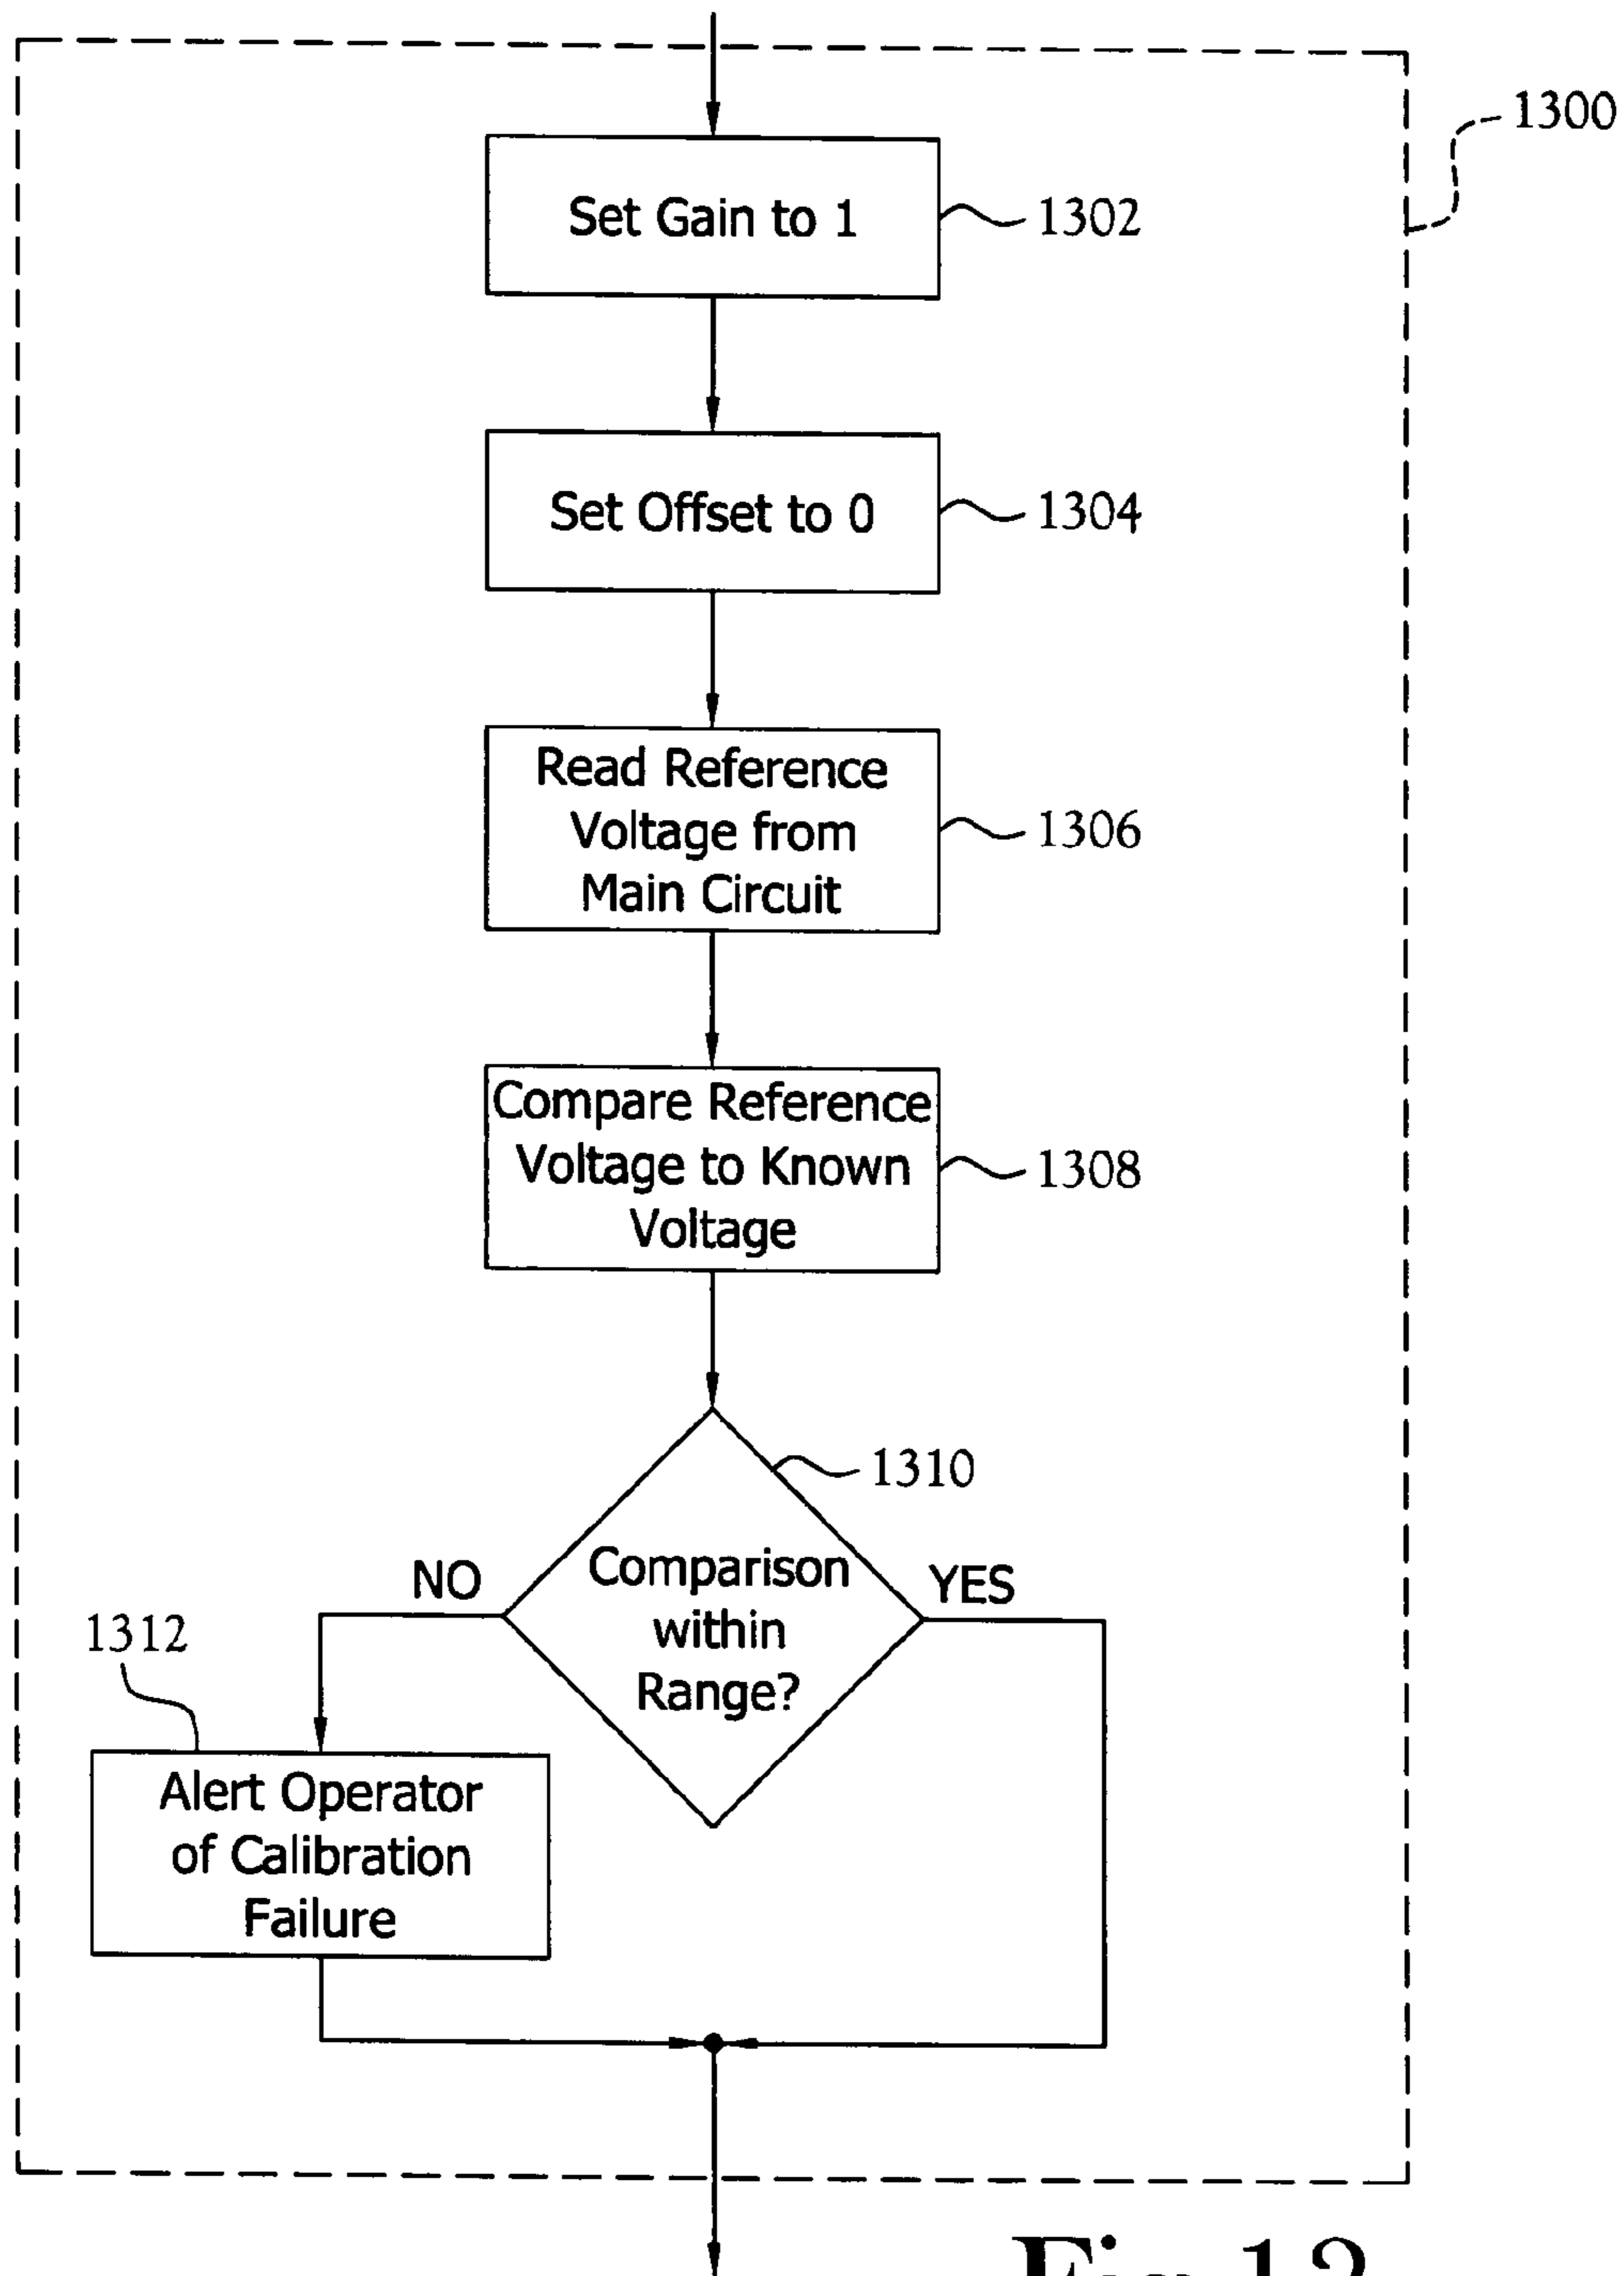 1300
Set Gain to 1
1302
Set Offset to 0
1304
Read Reference
Voltage from
Main Circuit
1306
Compare Reference
Voltage to Known
Voltage
1308
1310
Comparison
within
Range?
NO
YES
1312
Alert Operator
of Calibration
Failure